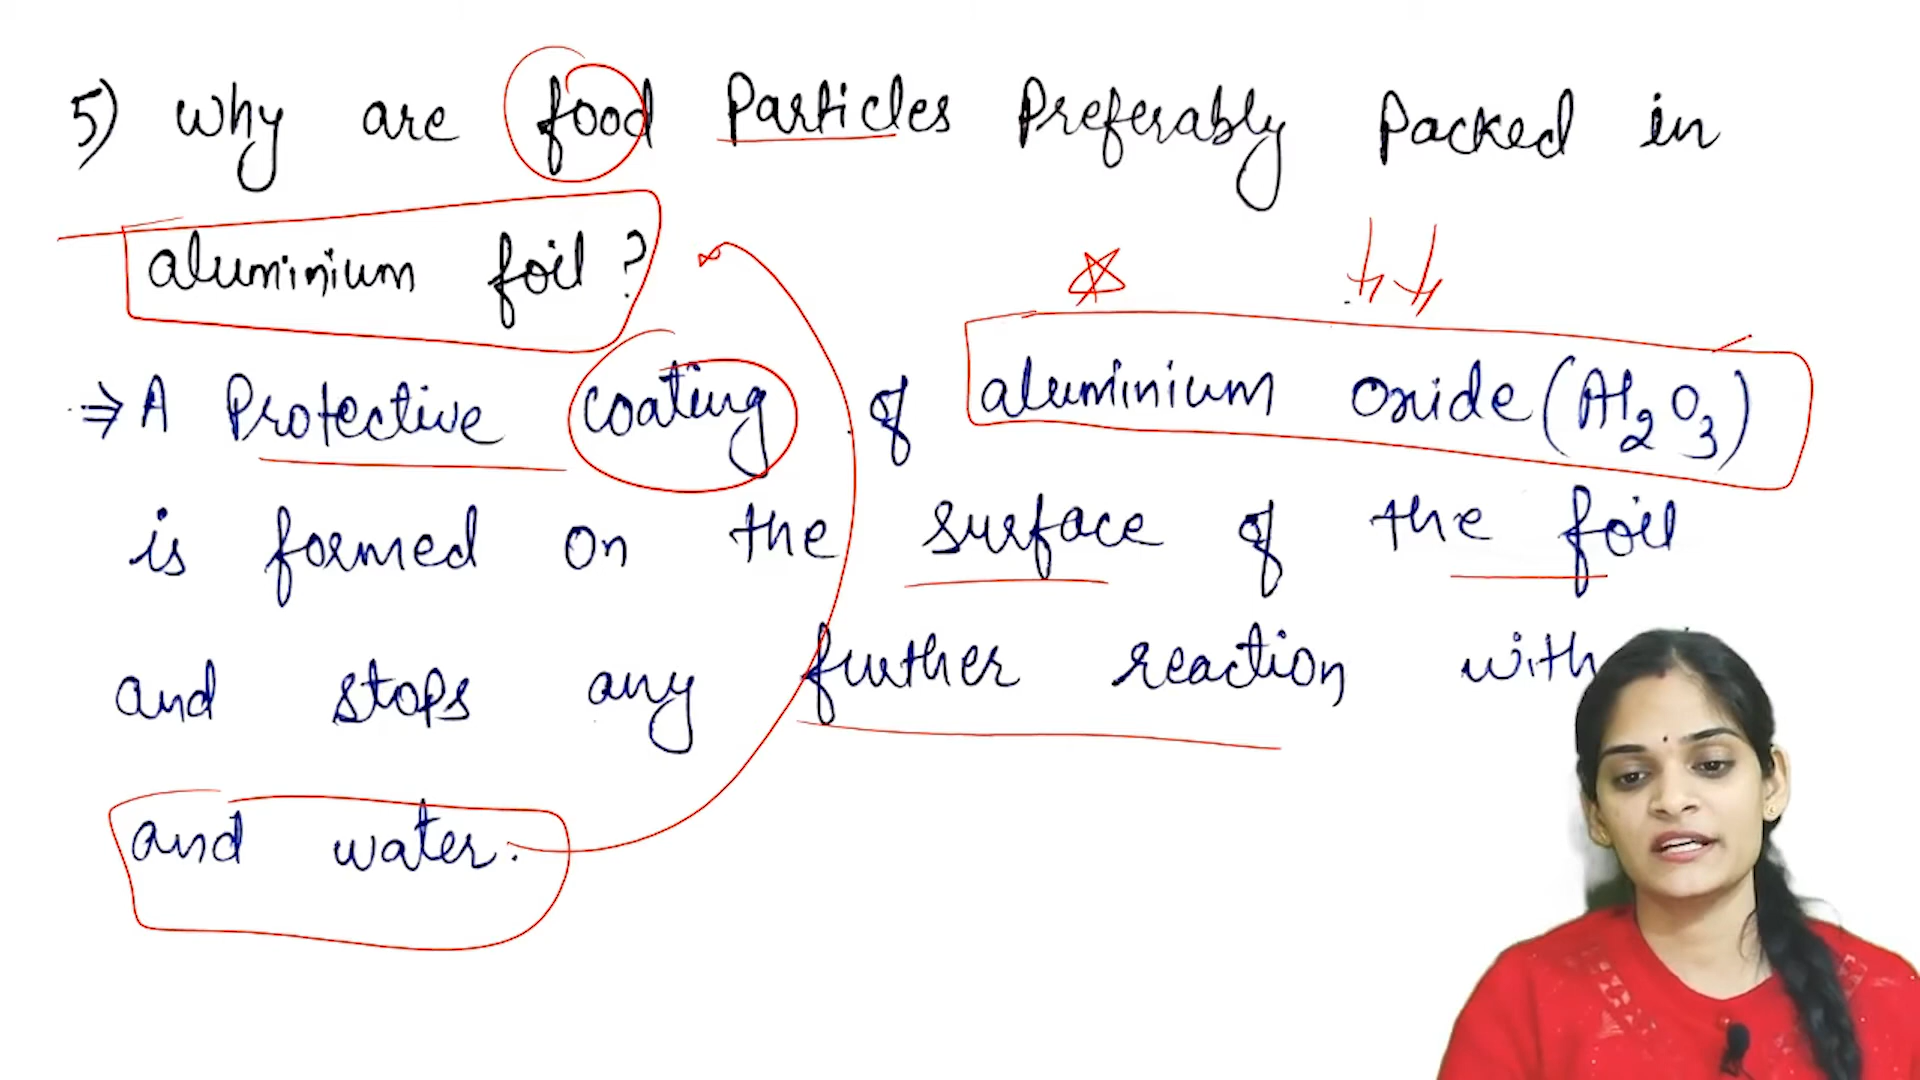 5) Why are food Particles Preferably Packed in
aluminium foil?
⇒ A Protective coating of aluminium oxide (Al₂O₃)
is formed on the surface of the foil
and stops any further reaction with
and water.